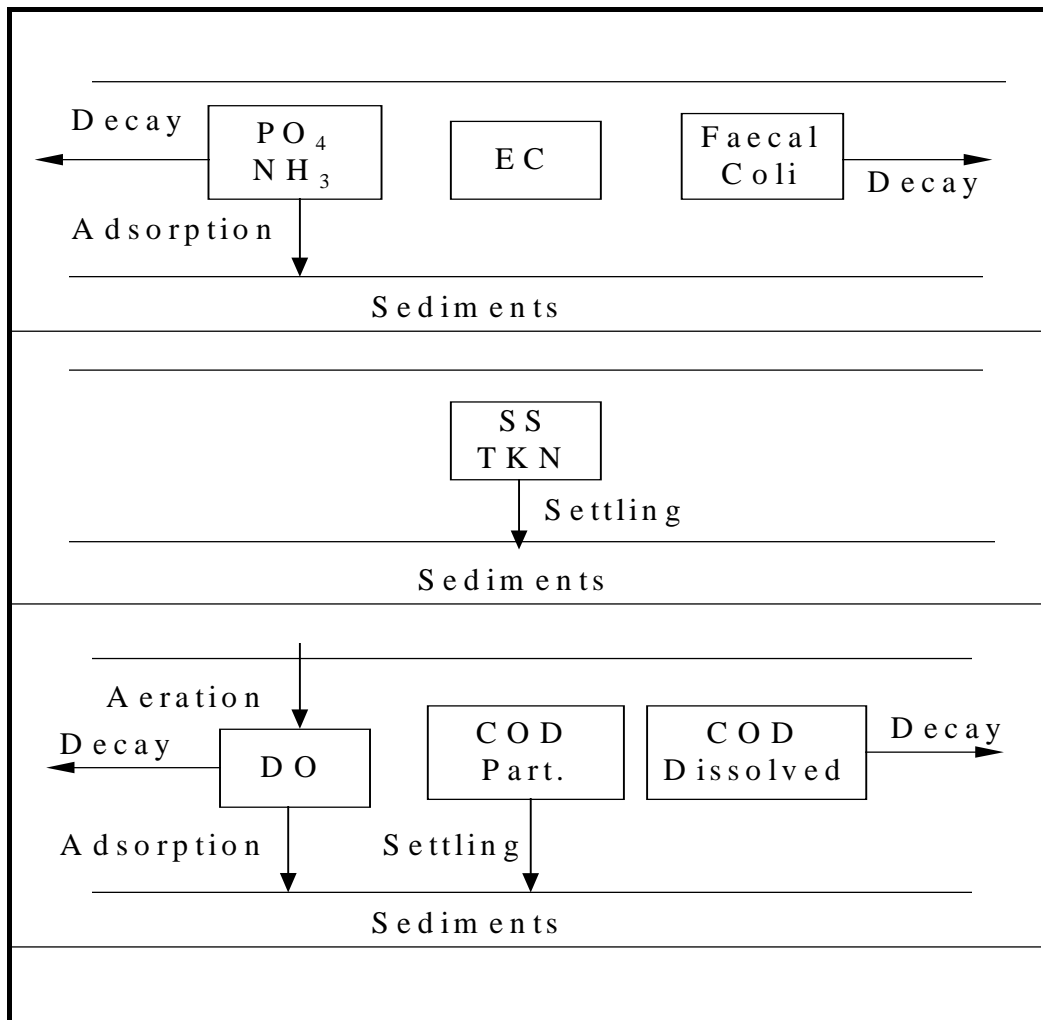 Decay
PO₄
NH₃
EC
Faecal
Coli
Decay
Adsorption
Sediments
SS
TKN
Settling
Sediments
Aeration
Decay
DO
COD
Part.
COD
Dissolved
Decay
Adsorption
Settling
Sediments